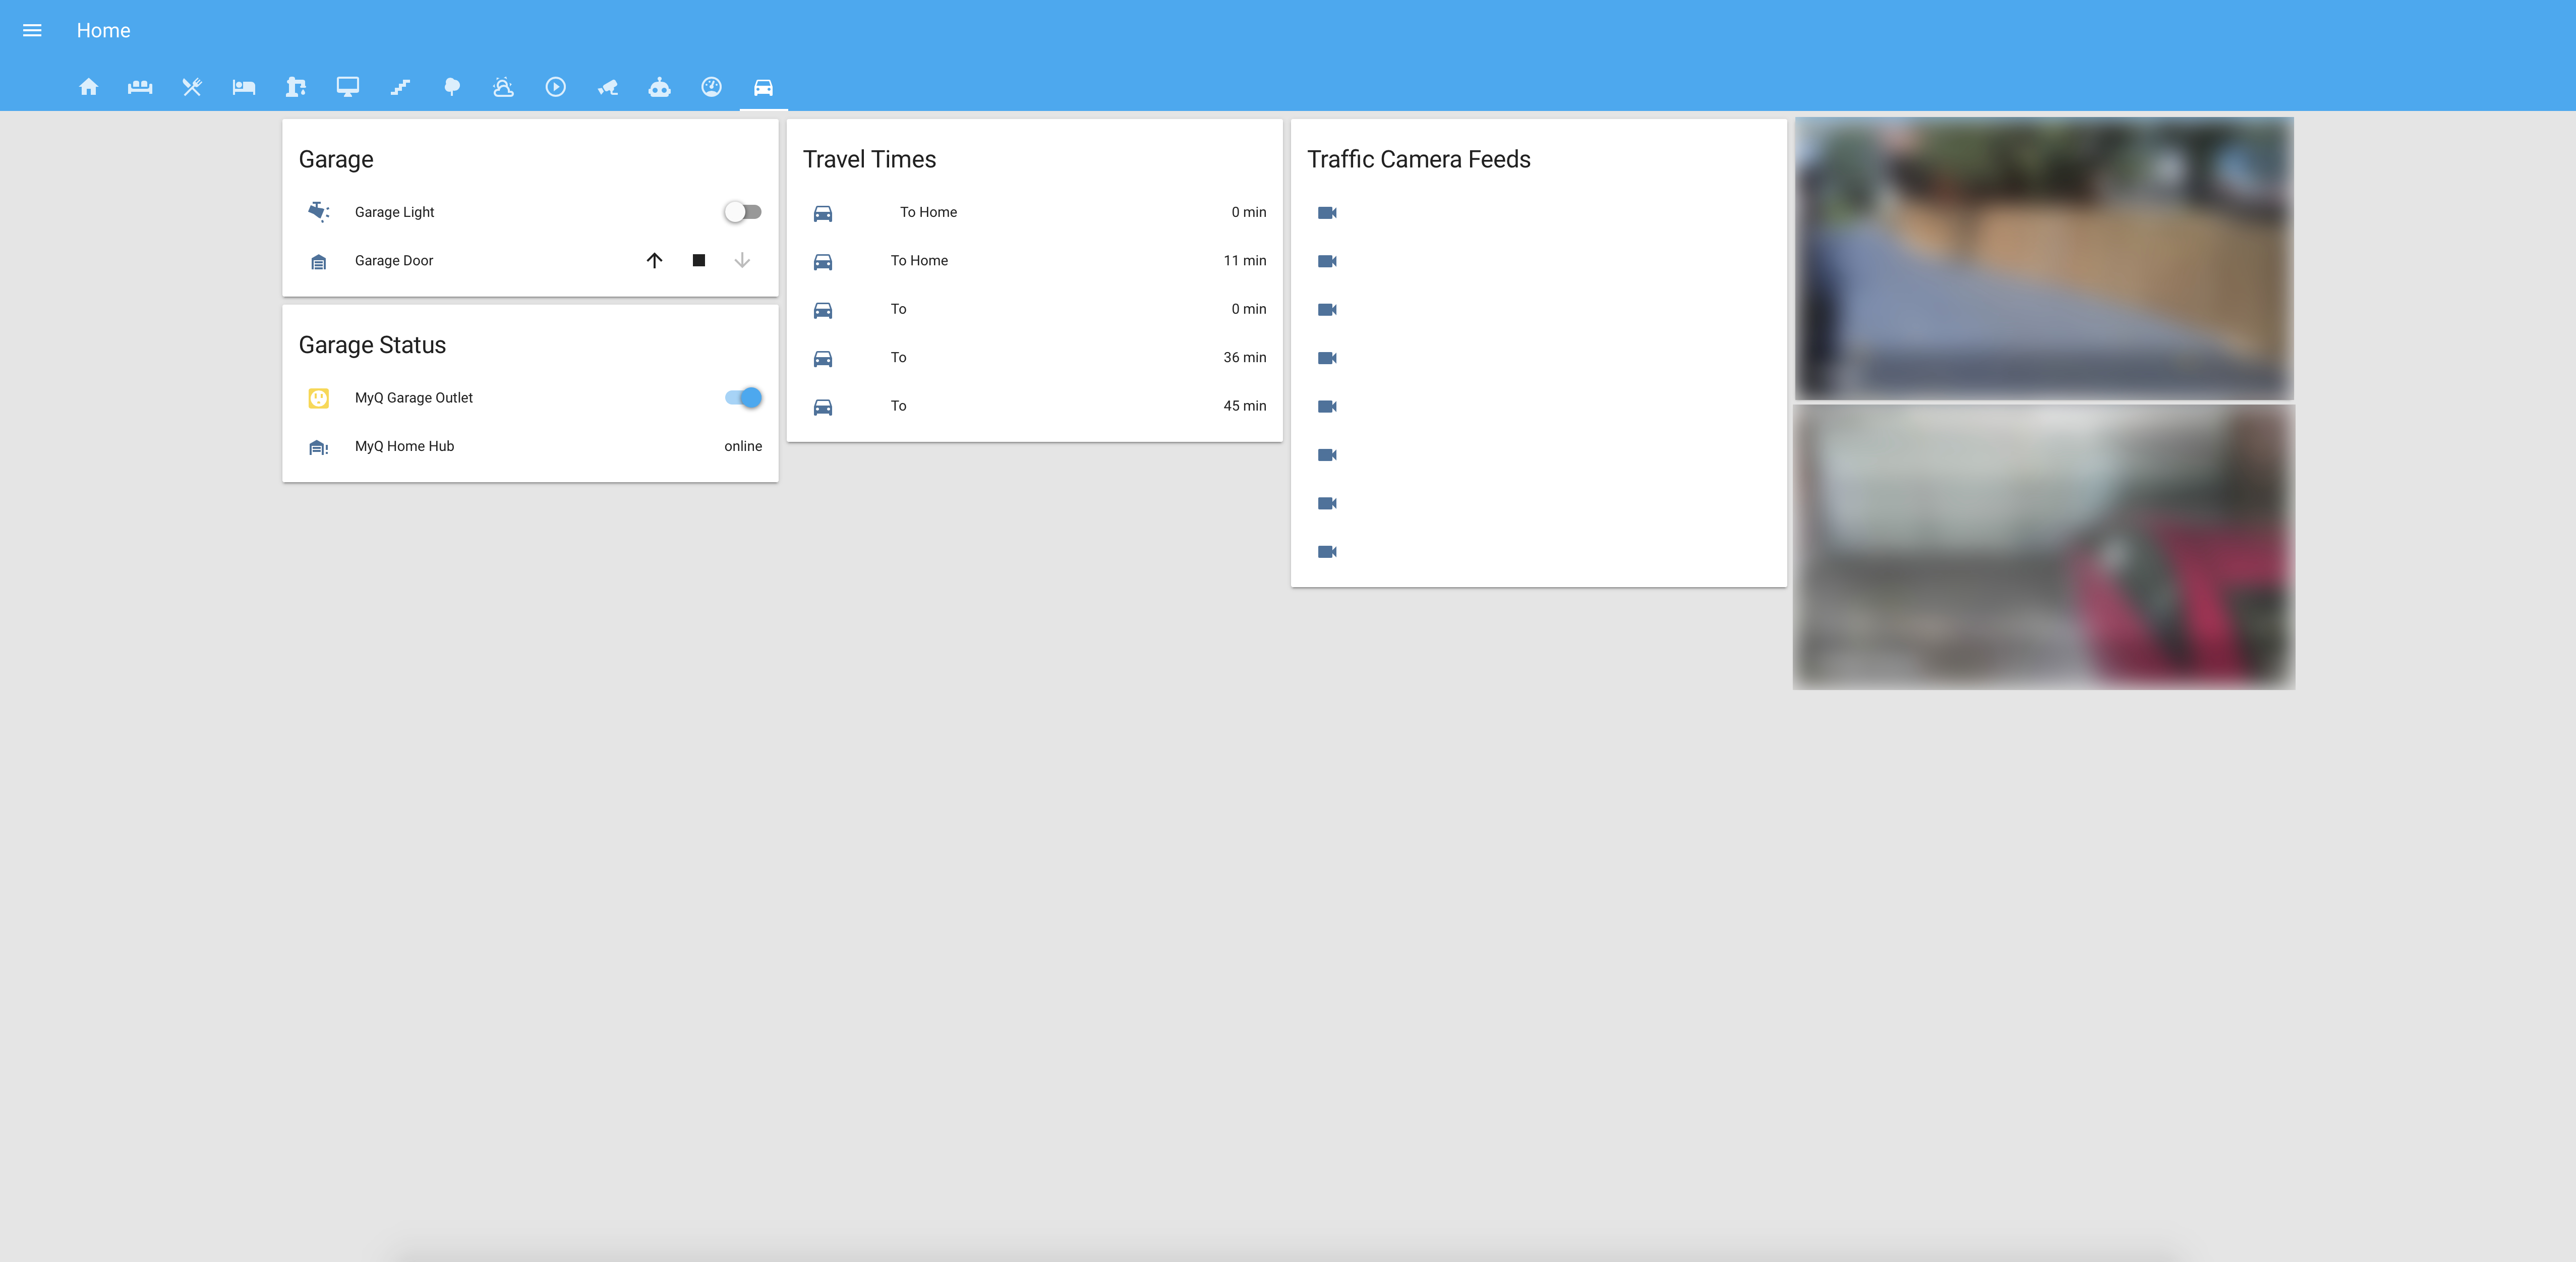 Home
Garage
Garage Light
Garage Door
Garage Status
MyQ Garage Outlet
MyQ Home Hub online
Travel Times
To Home 0 min
To Home 11 min
To 0 min
To 36 min
To 45 min
Traffic Camera Feeds